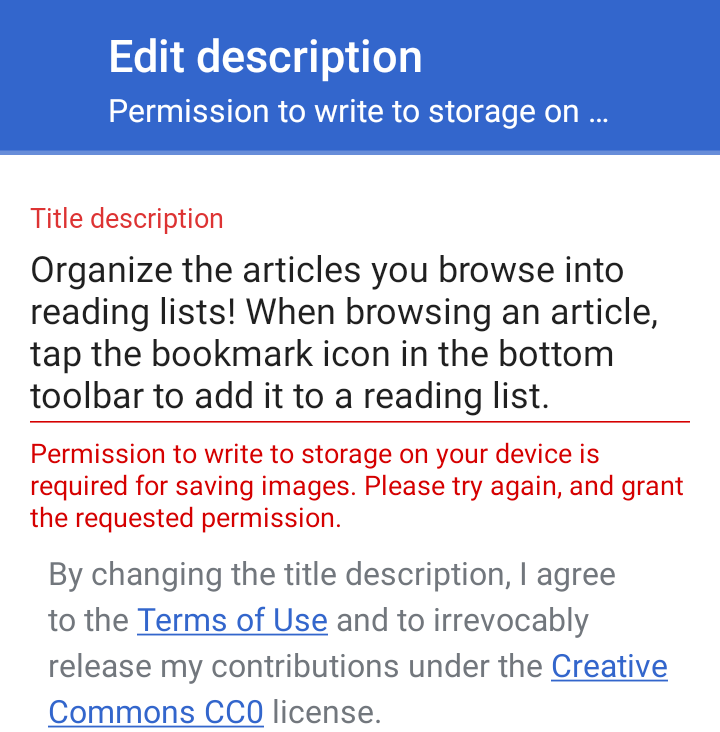 Edit description
Permission to write to storage on ...
Title description
Organize the articles you browse into
reading lists! When browsing an article,
tap the bookmark icon in the bottom
toolbar to add it to a reading list.
Permission to write to storage on your device is
required for saving images. Please try again, and grant
the requested permission.
By changing the title description, I agree
to the Terms of Use and to irrevocably
release my contributions under the Creative
Commons CC0 license.